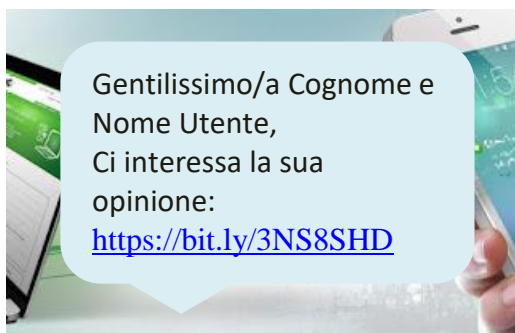 Gentilissimo/a Cognome e
Nome Utente,
Ci interessa la sua
opinione:
https://bit.ly/3NS8SHD